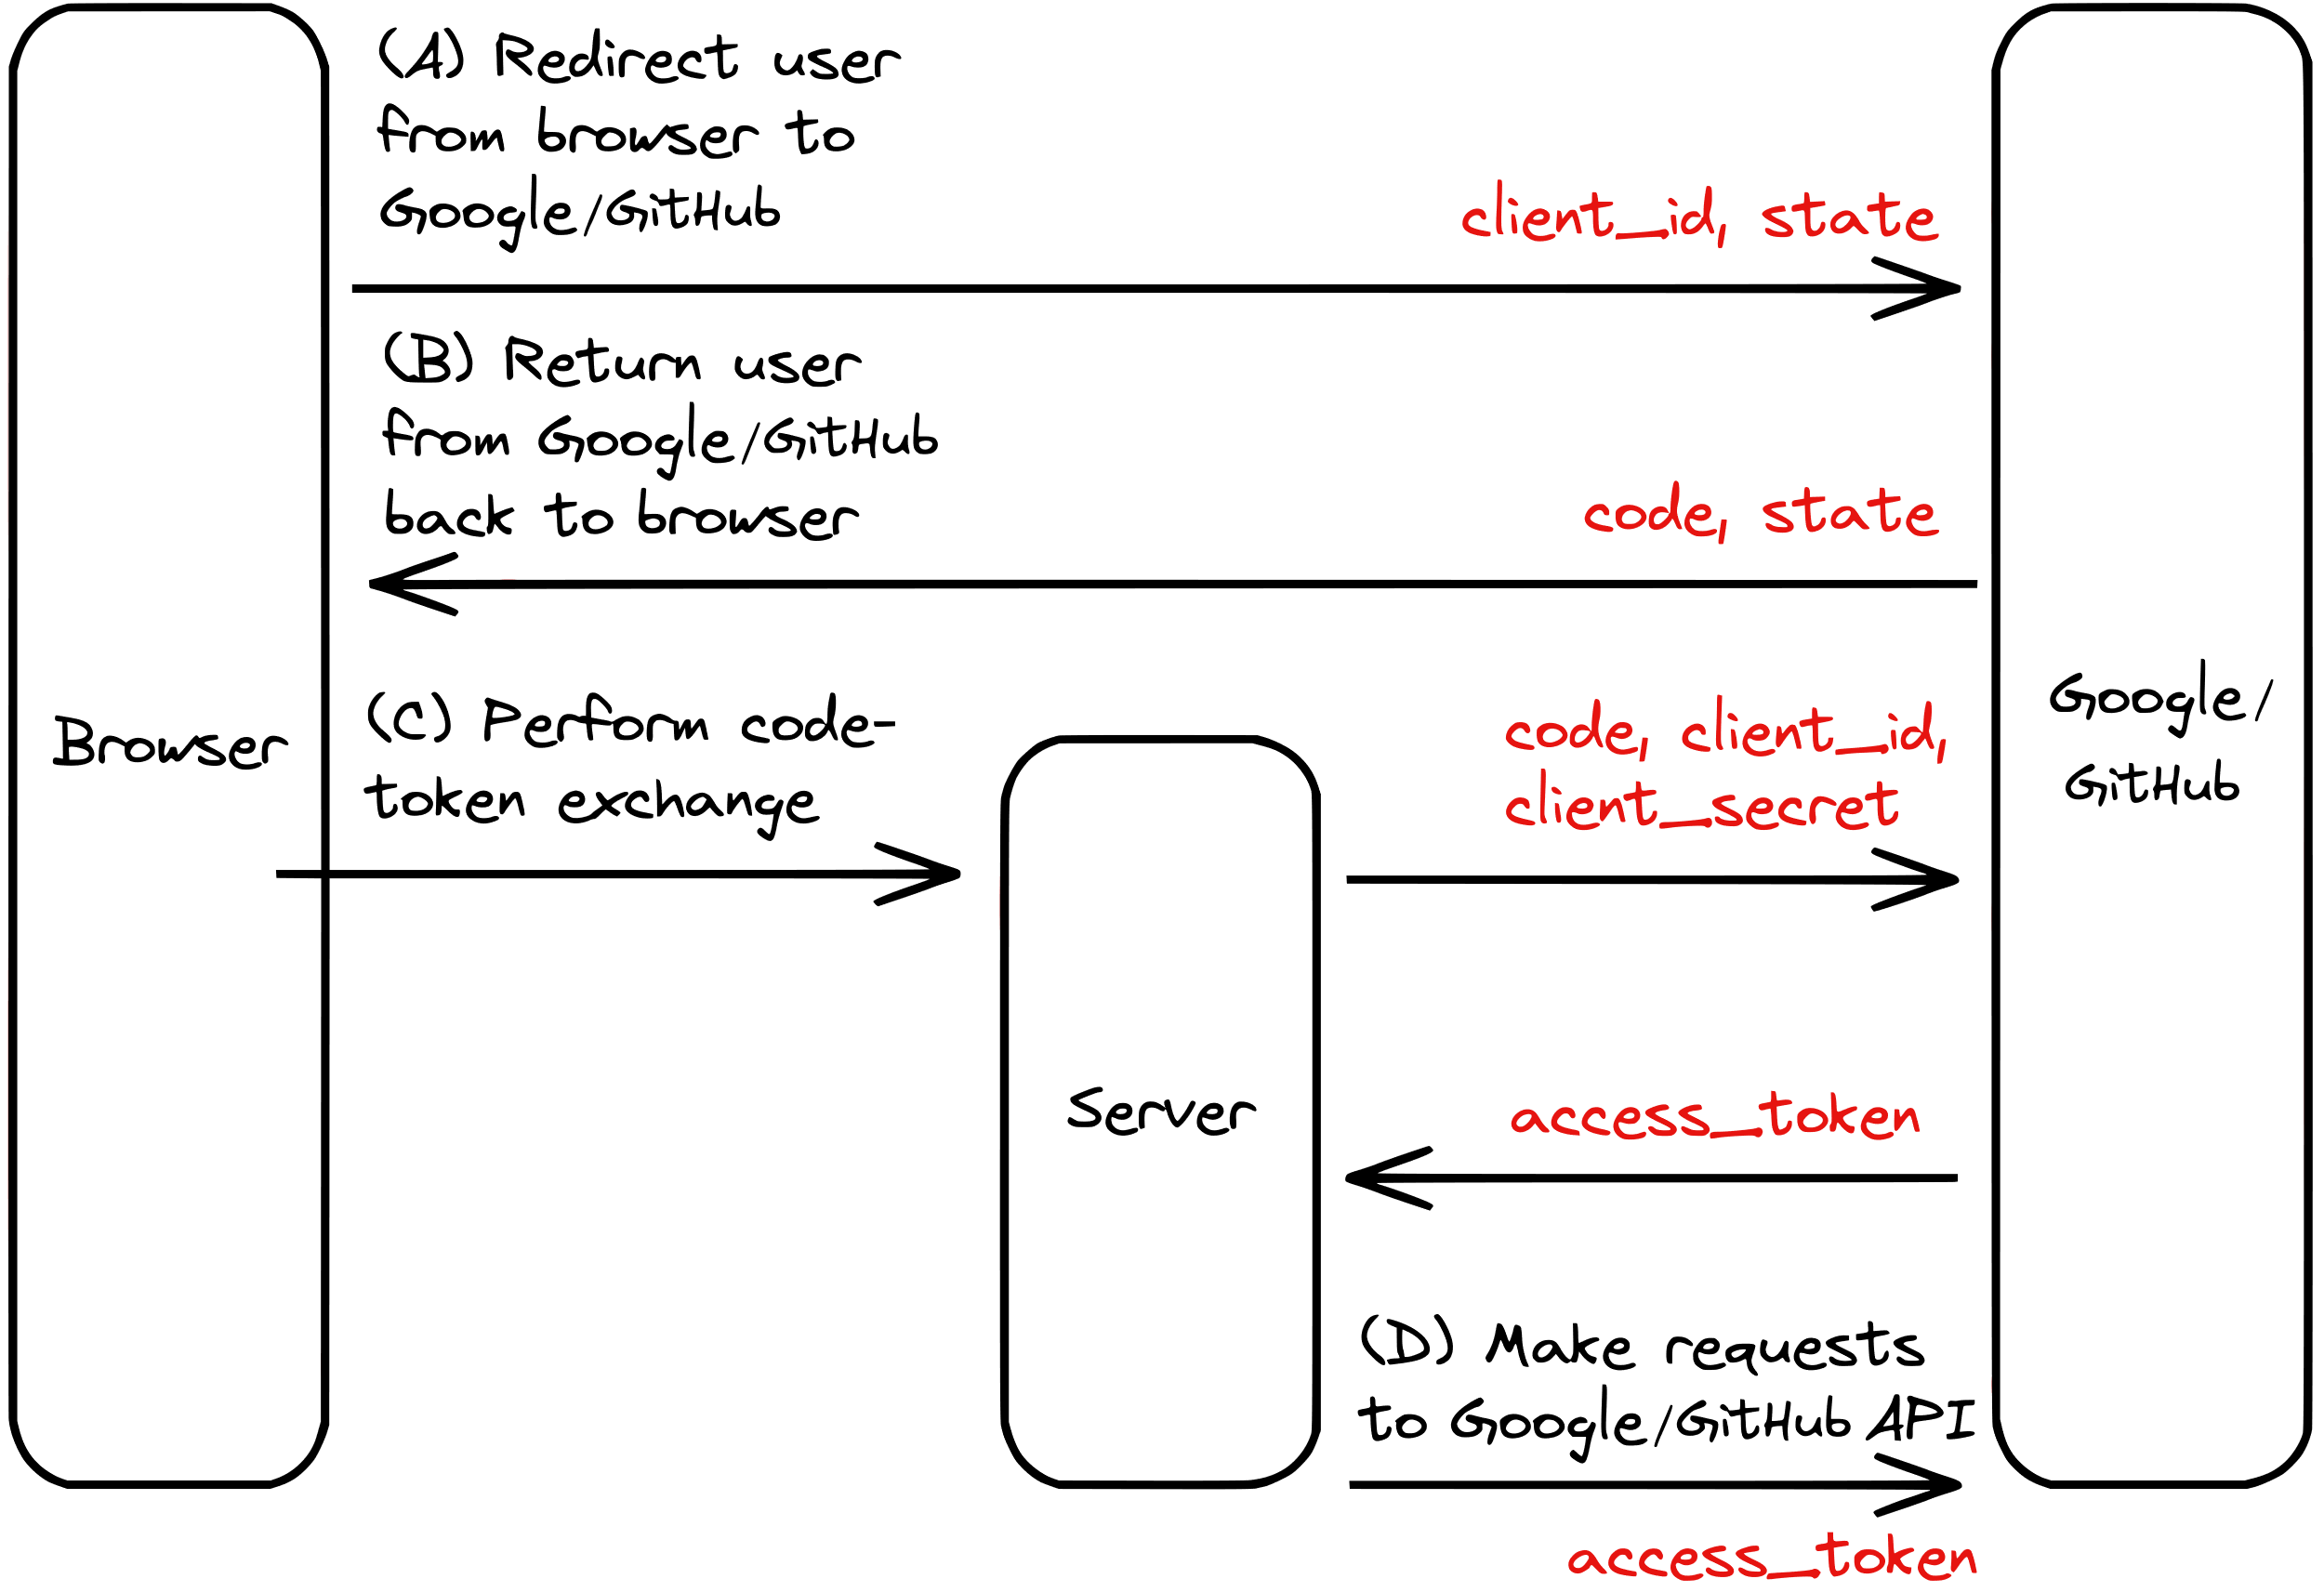 (A) Redirect user
from browser to
Google/GitHub
client_id, state
(B) Return user
from Google/GitHub
back to browser
code, state
Browser
(C) Perform code-
token exchange
code, client_id,
client_secret
Google/
GitHub
Server
access_token
(D) Make requests
to Google/GitHub API
access_token